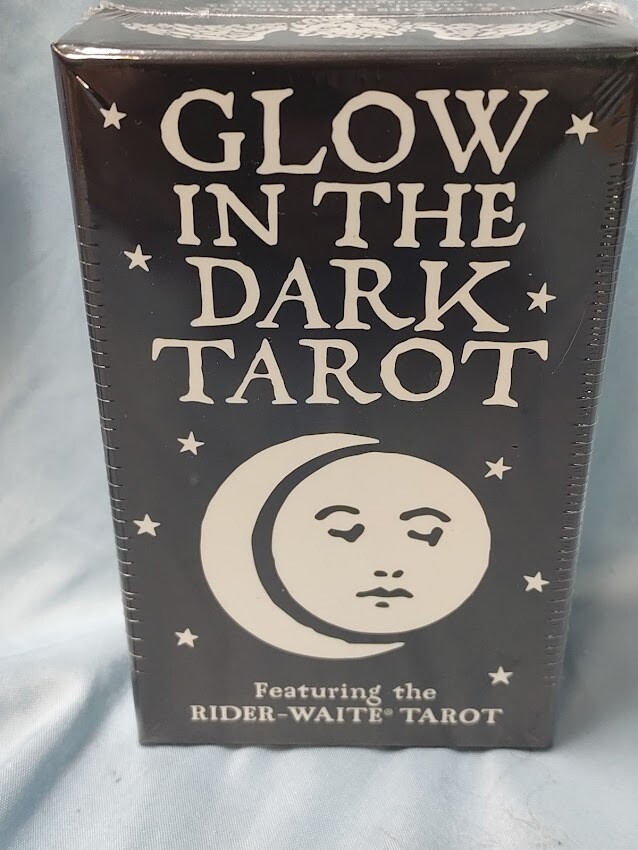 GLOW
IN THE
DARK
TAROT
Featuring the
RIDER-WAITE® TAROT